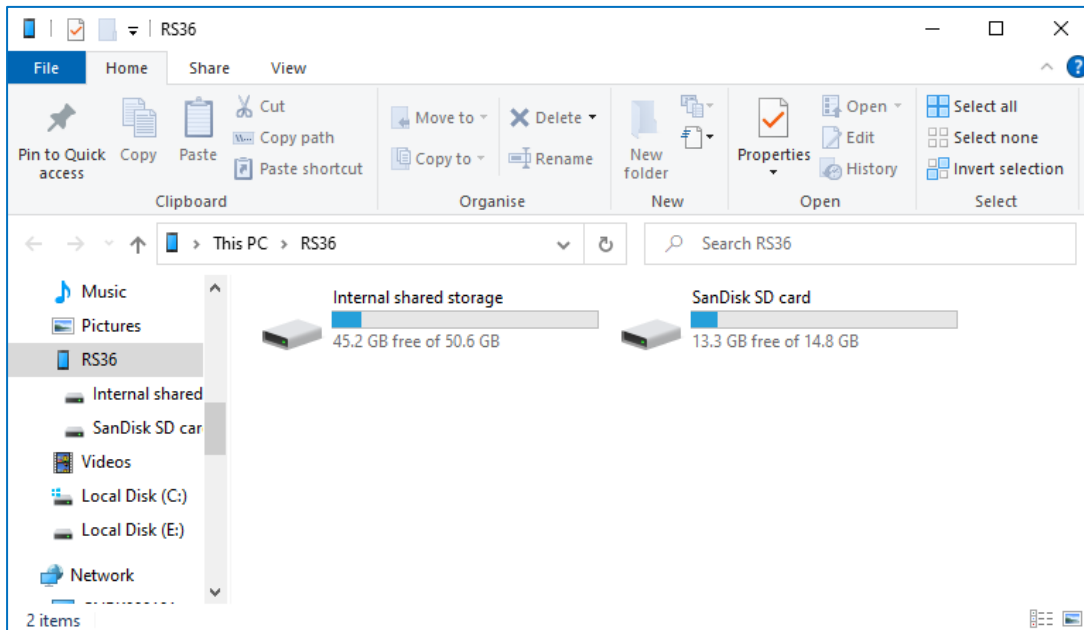 RS36
File Home Share View
Pin to Quick access
Copy
Paste
Cut
Copy path
Paste shortcut
Clipboard
Move to
Copy to
Delete
Rename
Organise
New folder
New
Properties
Open
Edit
History
Open
Select all
Select none
Invert selection
Select
This PC > RS36
Search RS36
Music
Pictures
RS36
Internal shared
SanDisk SD car
Videos
Local Disk (C:)
Local Disk (E:)
Network
Internal shared storage
45.2 GB free of 50.6 GB
SanDisk SD card
13.3 GB free of 14.8 GB
2 items